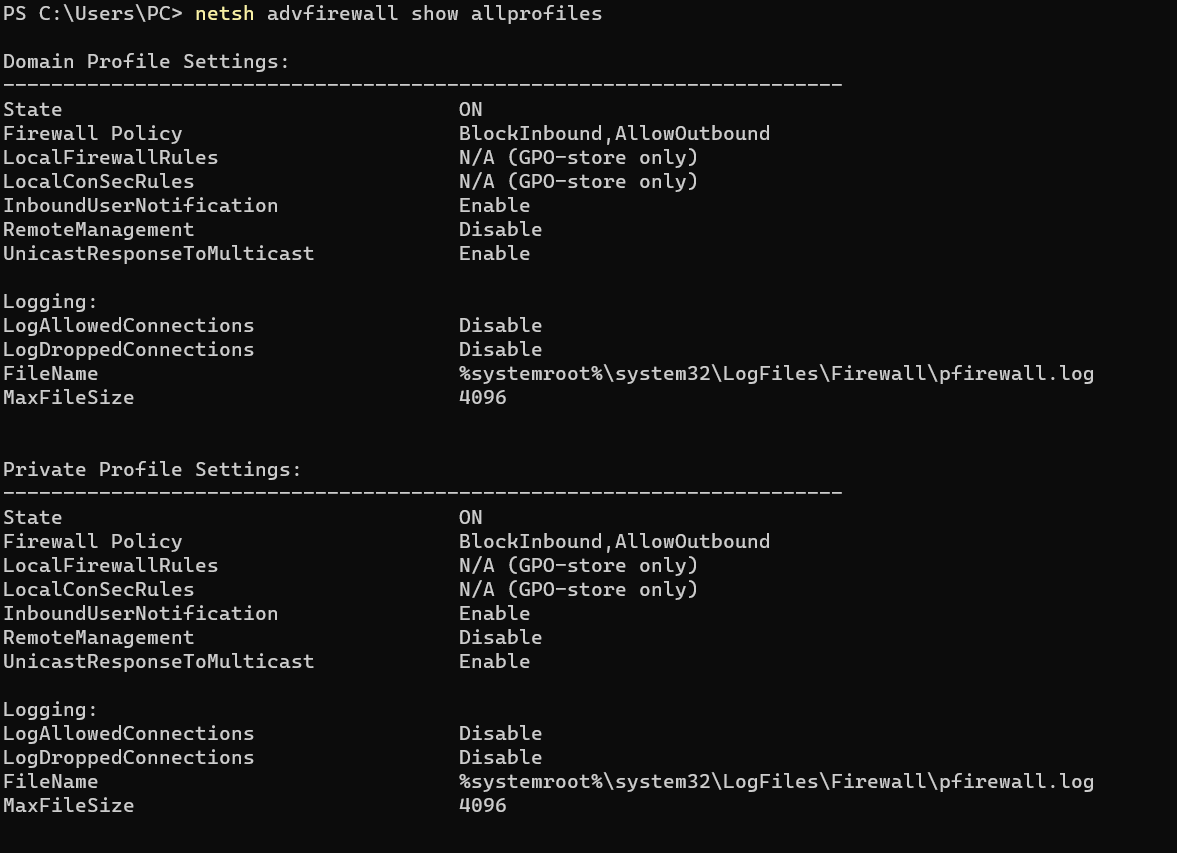 PS C:\Users\PC> netsh advfirewall show allprofiles
Domain Profile Settings:
----------------------------------------------------------------------
State                                 ON
Firewall Policy                       BlockInbound,AllowOutbound
LocalFirewallRules                    N/A (GPO-store only)
LocalConSecRules                      N/A (GPO-store only)
InboundUserNotification               Enable
RemoteManagement                      Disable
UnicastResponseToMulticast            Enable
Logging:
LogAllowedConnections                 Disable
LogDroppedConnections                 Disable
FileName                              %systemroot%\system32\LogFiles\Firewall\pfirewall.log
MaxFileSize                           4096
Private Profile Settings:
----------------------------------------------------------------------
State                                 ON
Firewall Policy                       BlockInbound,AllowOutbound
LocalFirewallRules                    N/A (GPO-store only)
LocalConSecRules                      N/A (GPO-store only)
InboundUserNotification               Enable
RemoteManagement                      Disable
UnicastResponseToMulticast            Enable
Logging:
LogAllowedConnections                 Disable
LogDroppedConnections                 Disable
FileName                              %systemroot%\system32\LogFiles\Firewall\pfirewall.log
MaxFileSize                           4096